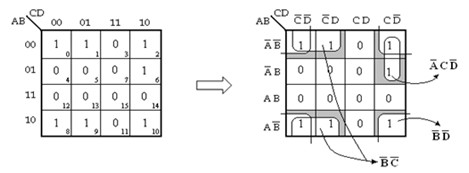 CD
AB 00 01 11 10
00 1 0 1 1 0 3 1 2
01 0 4 0 5 0 7 1 6
11 0 12 0 13 0 15 0 14
10 1 8 1 9 0 11 1 10
CD
AB C̅D̅ C̅D CD CD̅
A̅B̅ 1 1 0 1
A̅B 0 0 0 1
A̅CD̅
AB 0 0 0 0
AB̅ 1 1 0 1
B̅D̅
B̅C̅